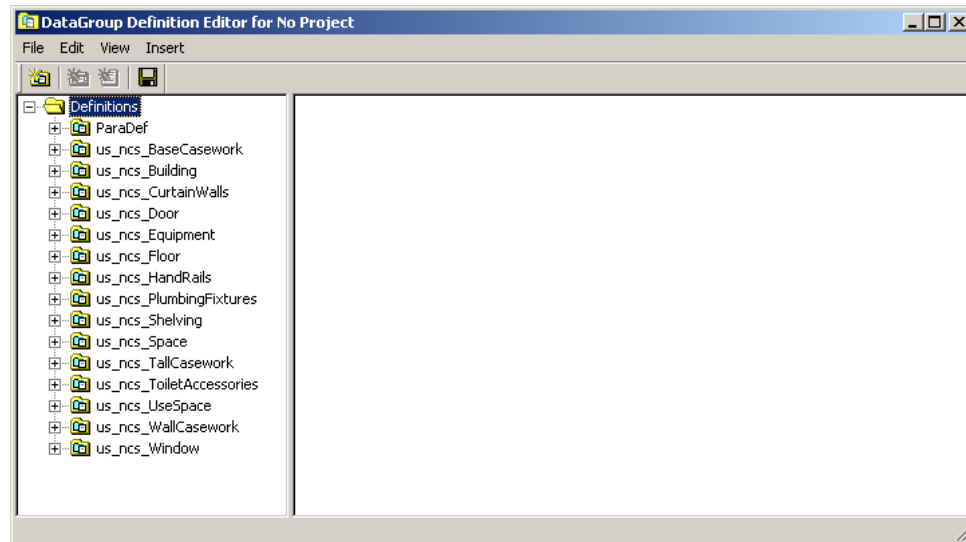 DataGroup Definition Editor for No Project
File Edit View Insert
Definitions
ParaDef
us_ncs_BaseCasework
us_ncs_Building
us_ncs_CurtainWalls
us_ncs_Door
us_ncs_Equipment
us_ncs_Floor
us_ncs_HandRails
us_ncs_PlumbingFixtures
us_ncs_Shelving
us_ncs_Space
us_ncs_TallCasework
us_ncs_ToiletAccessories
us_ncs_UseSpace
us_ncs_WallCasework
us_ncs_Window